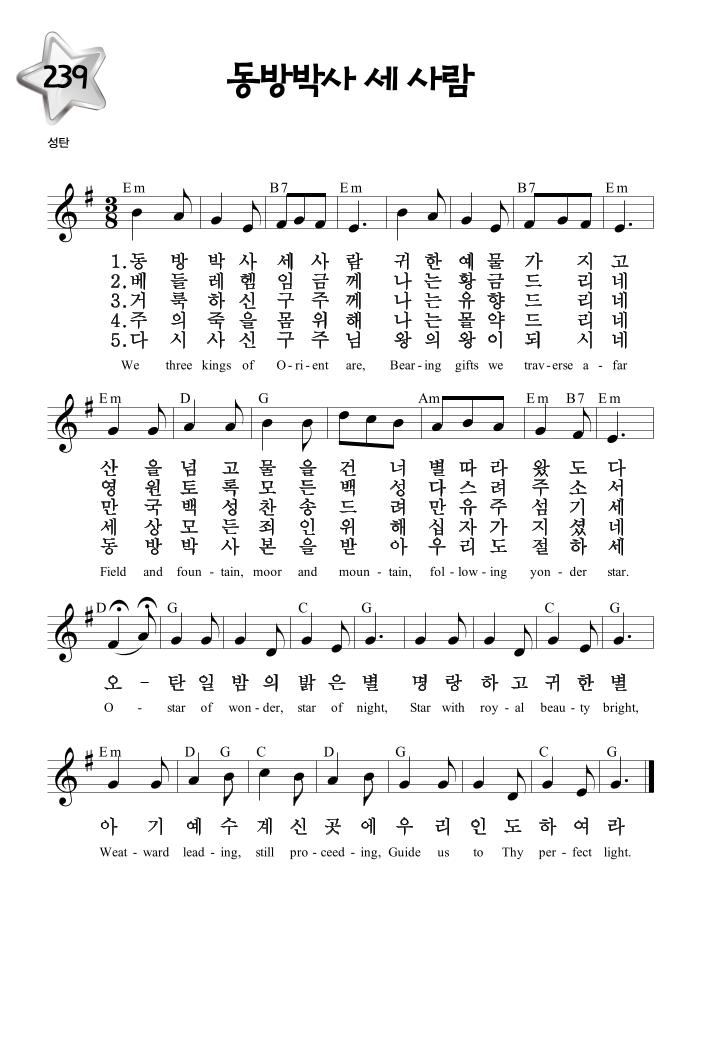 239
동방박사 세 사람
성탄
Em B7 Em B7 Em
1.동 방 박 사 세 사 람 귀 한 예 물 가 지 고
2.베 들 레 헴 임 금 께 나 는 황 금 드 리 네
3.거 룩 하 신 구 주 께 나 는 유 향 드 리 네
4.주 의 죽 을 몸 위 해 나 는 몰 약 드 리 네
5.다 시 사 신 구 주 님 왕 의 왕 이 되 시 네
We three kings of O - ri - ent are, Bear - ing gifts we trav - erse a - far
Em D G Am Em B7 Em
산 을 넘 고 물 을 건 너 별 따 라 왔 도 다
영 원 토 록 모 든 백 성 다 스 려 주 소 서
만 국 백 성 찬 송 드 려 만 유 주 섬 기 세
세 상 모 든 죄 인 위 해 십 자 가 지 셨 네
동 방 박 사 본 을 받 아 우 리 도 절 하 세
Field and foun - tain, moor and moun - tain, fol - low - ing yon - der star.
D G C G C G
오 - 탄 일 밤 의 밝 은 별 명 랑 하 고 귀 한 별
O - star of won - der, star of night, Star with roy - al beau - ty bright,
Em D G C D G C G
아 기 예 수 계 신 곳 에 우 리 인 도 하 여 라
Weat - ward lead - ing, still pro - ceed - ing, Guide us to Thy per - fect light.